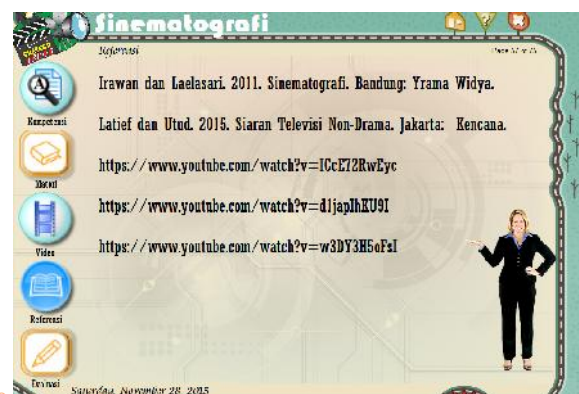 Sinematografi
Referensi
Irawan dan Laelasari. 2011. Sinematografi. Bandung: Yrama Widya.
Latief dan Utud. 2015. Siaran Televisi Non-Drama. Jakarta: Kencana.
https://www.youtube.com/watch?v=ICcE72RwEyc
https://www.youtube.com/watch?v=d1japIhKU9I
https://www.youtube.com/watch?v=w3DY3H5oFsI
Kompetensi
Materi
Video
Referensi
Evaluasi
Saturday, November 28, 2015